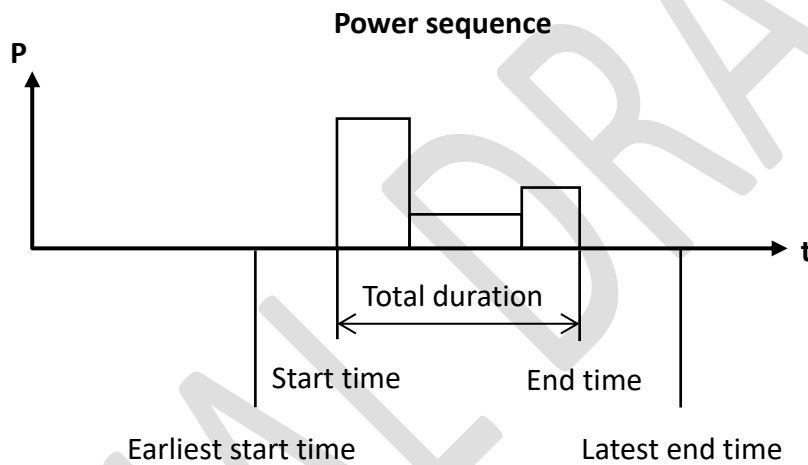 Power sequence
P
t
Total duration
Start time
End time
Earliest start time
Latest end time